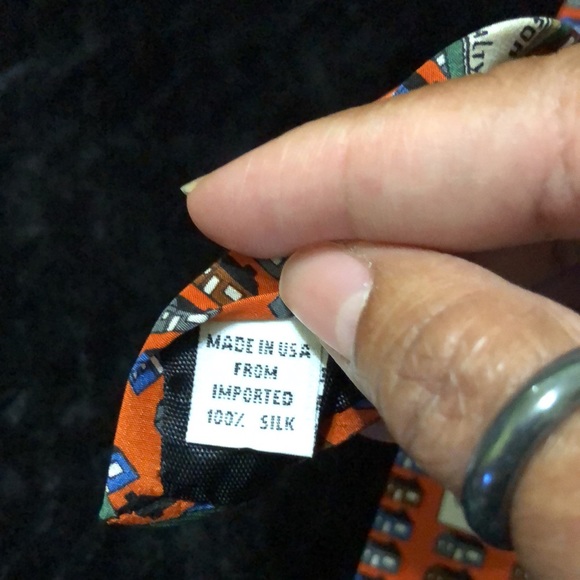 MADE IN USA
FROM
IMPORTED
100% SILK